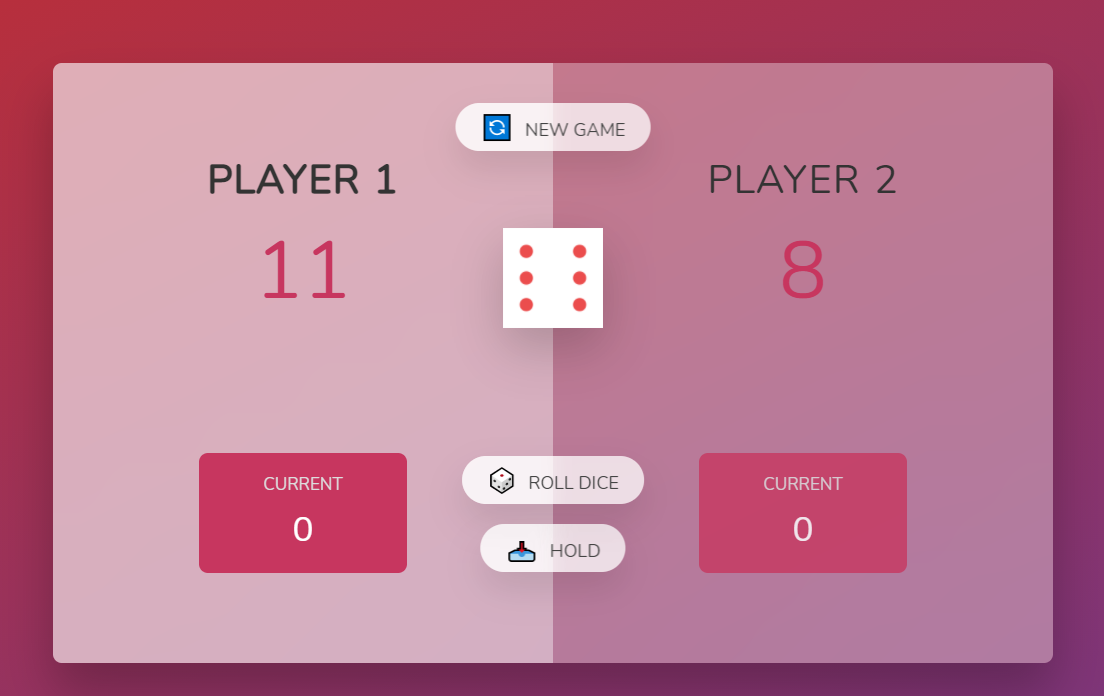 NEW GAME
PLAYER 1
11
CURRENT
0
PLAYER 2
8
CURRENT
0
ROLL DICE
HOLD